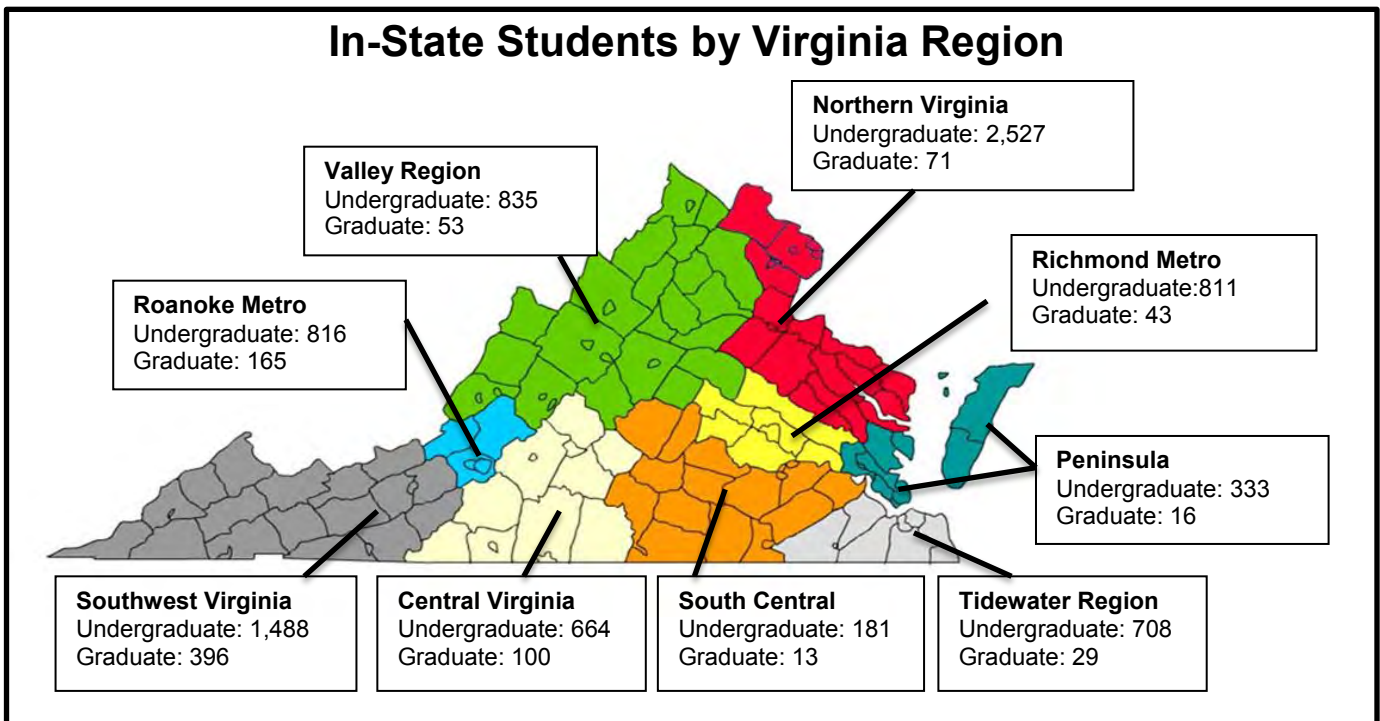 In-State Students by Virginia Region
Northern Virginia
Undergraduate: 2,527
Graduate: 71
Valley Region
Undergraduate: 835
Graduate: 53
Richmond Metro
Undergraduate:811
Graduate: 43
Roanoke Metro
Undergraduate: 816
Graduate: 165
Peninsula
Undergraduate: 333
Graduate: 16
Southwest Virginia
Undergraduate: 1,488
Graduate: 396
Central Virginia
Undergraduate: 664
Graduate: 100
South Central
Undergraduate: 181
Graduate: 13
Tidewater Region
Undergraduate: 708
Graduate: 29